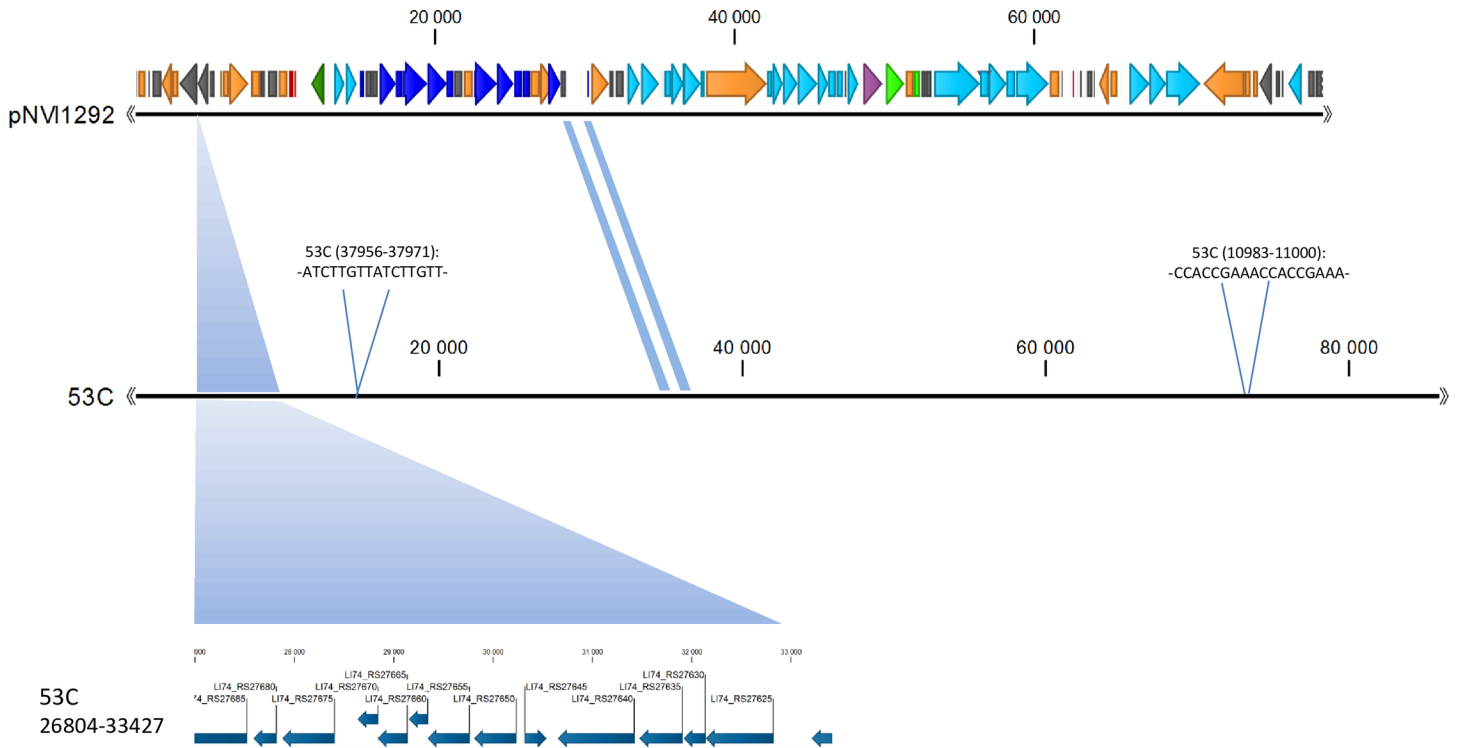 20 000 40 000 60 000
pNVI1292
53C (37956-37971):
-ATCTTGTTATCTTGTT-
53C (10983-11000):
-CCACCGAAACCACCGAAA-
20 000 40 000 60 000 80 000
53C
000 28 000 29 000 30 000 31 000 32 000 33 000
LI74_RS27665 LI74_RS27630
LI74_RS27680 LI74_RS27670 LI74_RS27655 LI74_RS27645 LI74_RS27635
74_RS27685 LI74_RS27675 LI74_RS27660 LI74_RS27650 LI74_RS27640 LI74_RS27625
53C
26804-33427